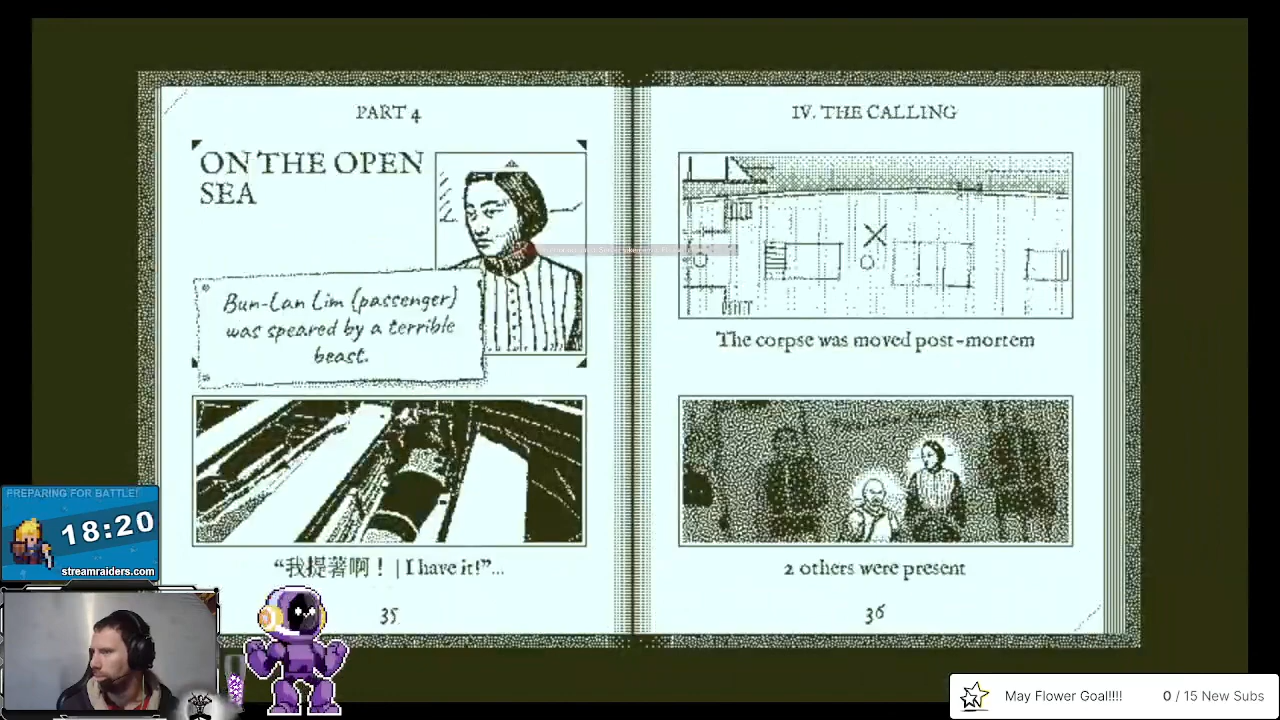 PART 4
ON THE OPEN
SEA
Bun-Lan Lim (passenger)
was speared by a terrible
beast.
"我提著啊！ | I have it!"...
35
IV. THE CALLING
The corpse was moved post-mortem
2 others were present
36
PREPARING FOR BATTLE!
18:20
streamraiders.com
May Flower Goal!!!!
0 / 15 New Subs